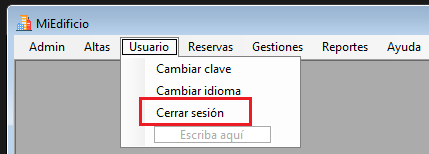 MiEdificio
Admin Altas Usuario Reservas Gestiones Reportes Ayuda
Cambiar clave
Cambiar idioma
Cerrar sesión
Escriba aquí